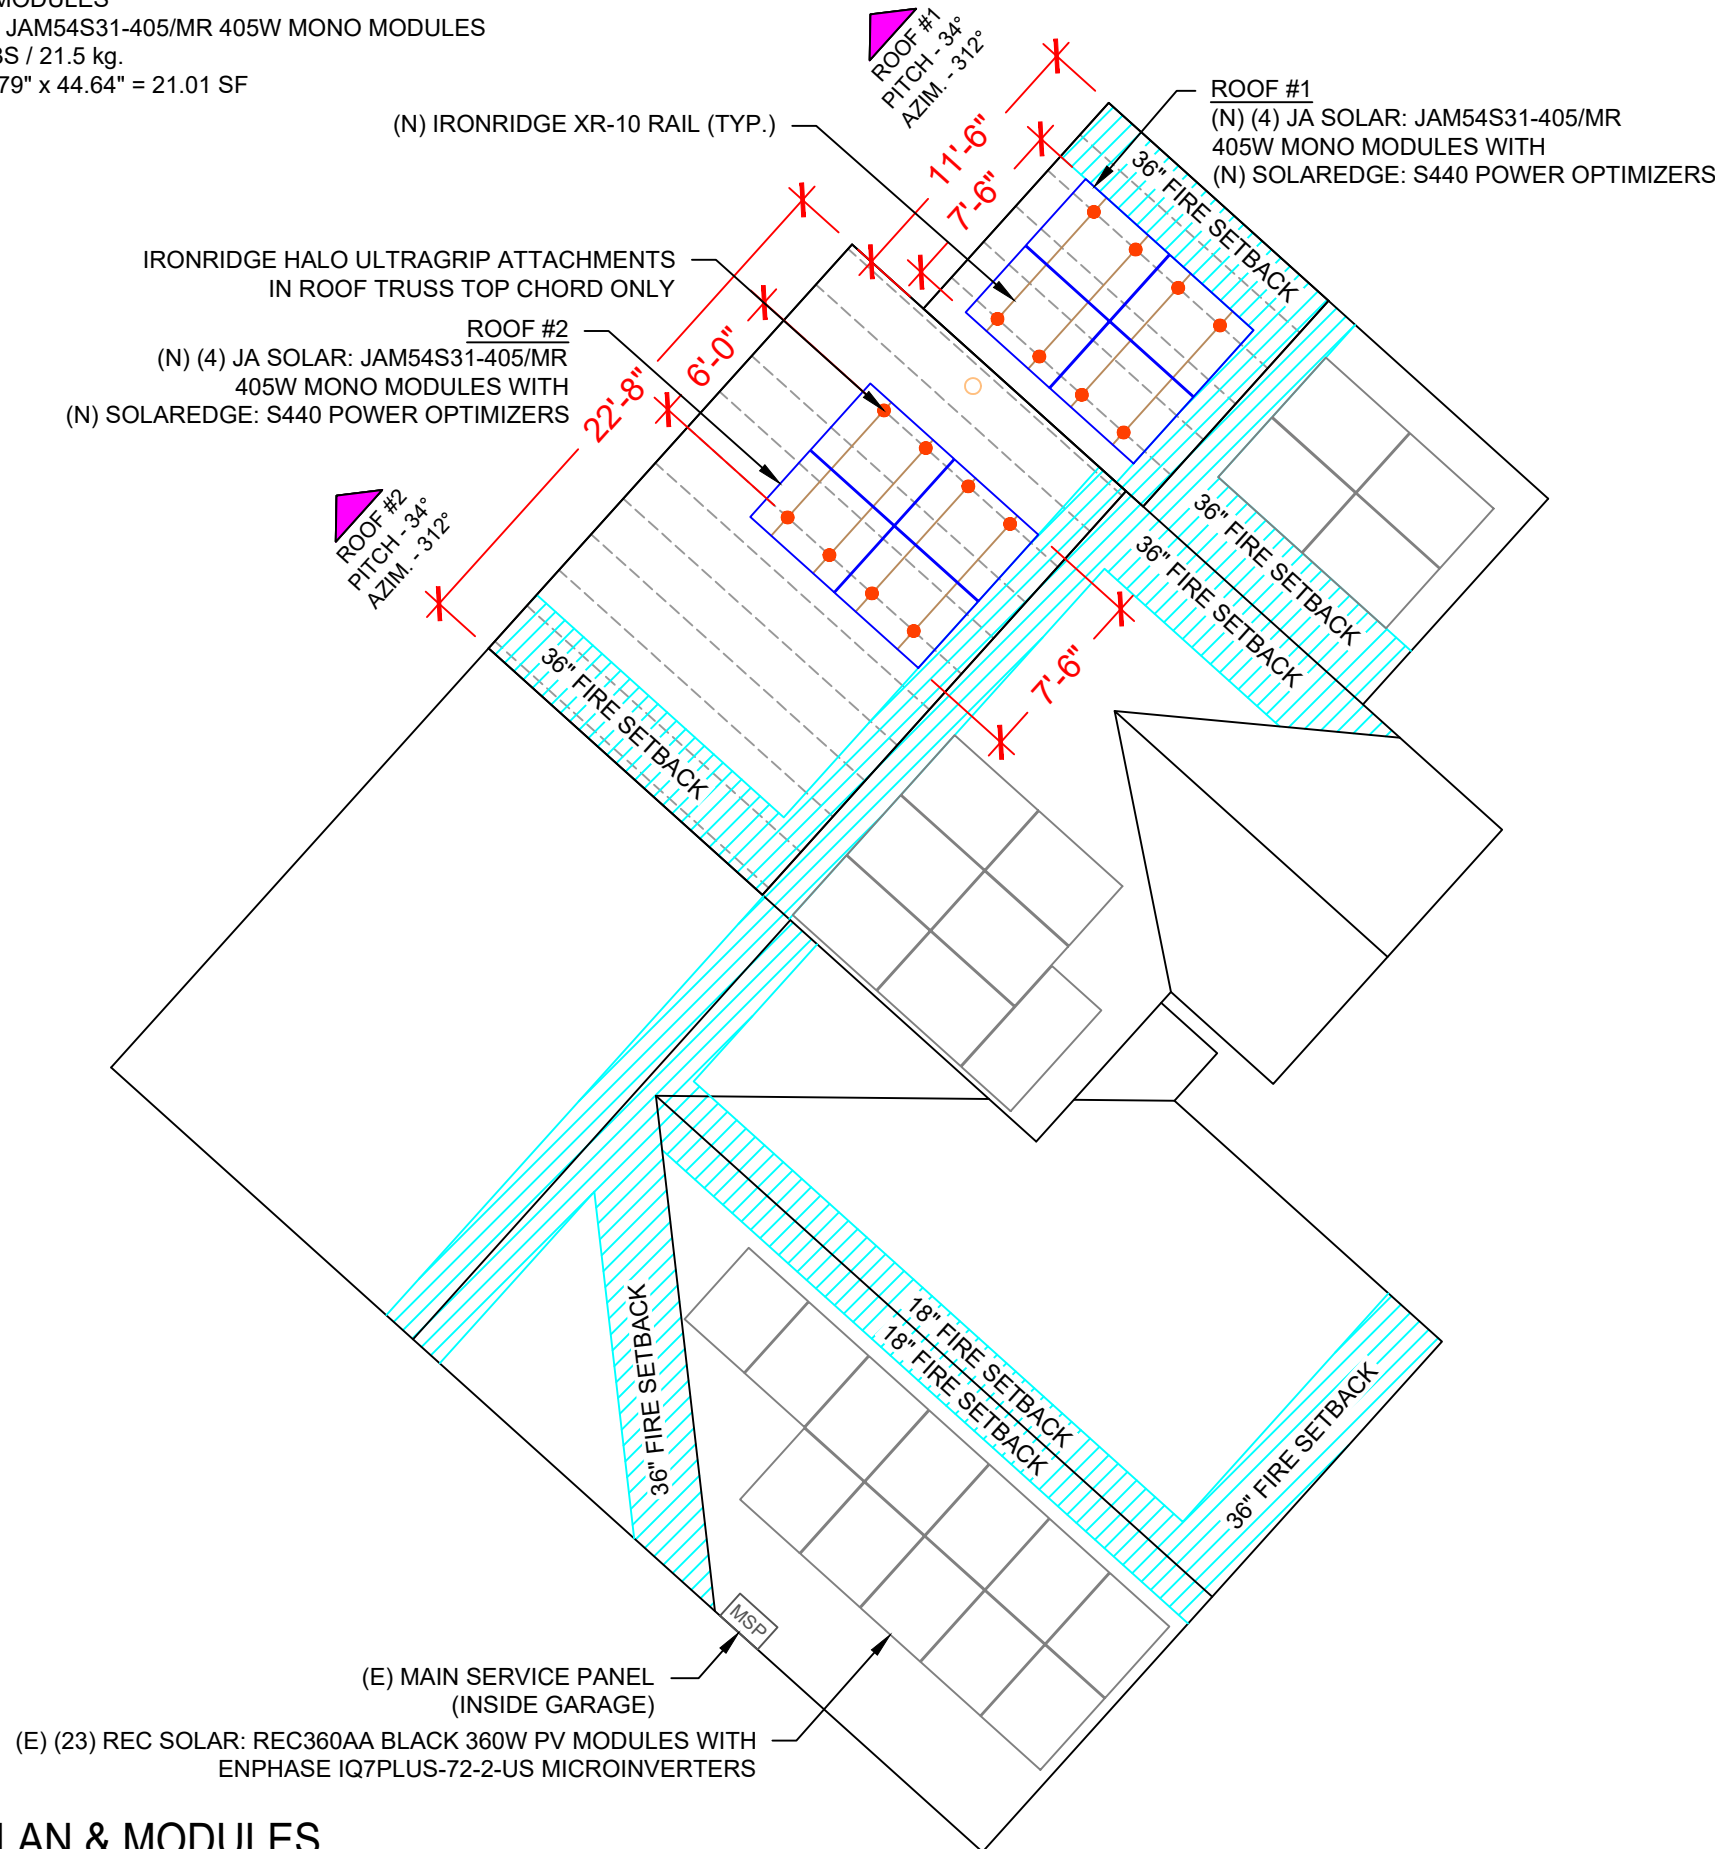 MODULES
JAM54S31-405/MR 405W MONO MODULES
/ 21.5 kg.
79" x 44.64" = 21.01 SF
ROOF #1
PITCH - 34°
AZIM. - 312°
(N) IRONRIDGE XR-10 RAIL (TYP.)
11'-6"
7'-6"
36" FIRE SETBACK
ROOF #1
(N) (4) JA SOLAR: JAM54S31-405/MR
405W MONO MODULES WITH
(N) SOLAREDGE: S440 POWER OPTIMIZERS
IRONRIDGE HALO ULTRAGRIP ATTACHMENTS
IN ROOF TRUSS TOP CHORD ONLY
ROOF #2
(N) (4) JA SOLAR: JAM54S31-405/MR
405W MONO MODULES WITH
(N) SOLAREDGE: S440 POWER OPTIMIZERS
6'-0"
22'-8"
ROOF #2
PITCH - 34°
AZIM. - 312°
36" FIRE SETBACK
36" FIRE SETBACK
36" FIRE SETBACK
7'-6"
36" FIRE SETBACK
18" FIRE SETBACK
18" FIRE SETBACK
36" FIRE SETBACK
MSP
(E) MAIN SERVICE PANEL
(INSIDE GARAGE)
(E) (23) REC SOLAR: REC360AA BLACK 360W PV MODULES WITH
ENPHASE IQ7PLUS-72-2-US MICROINVERTERS
& MODULES